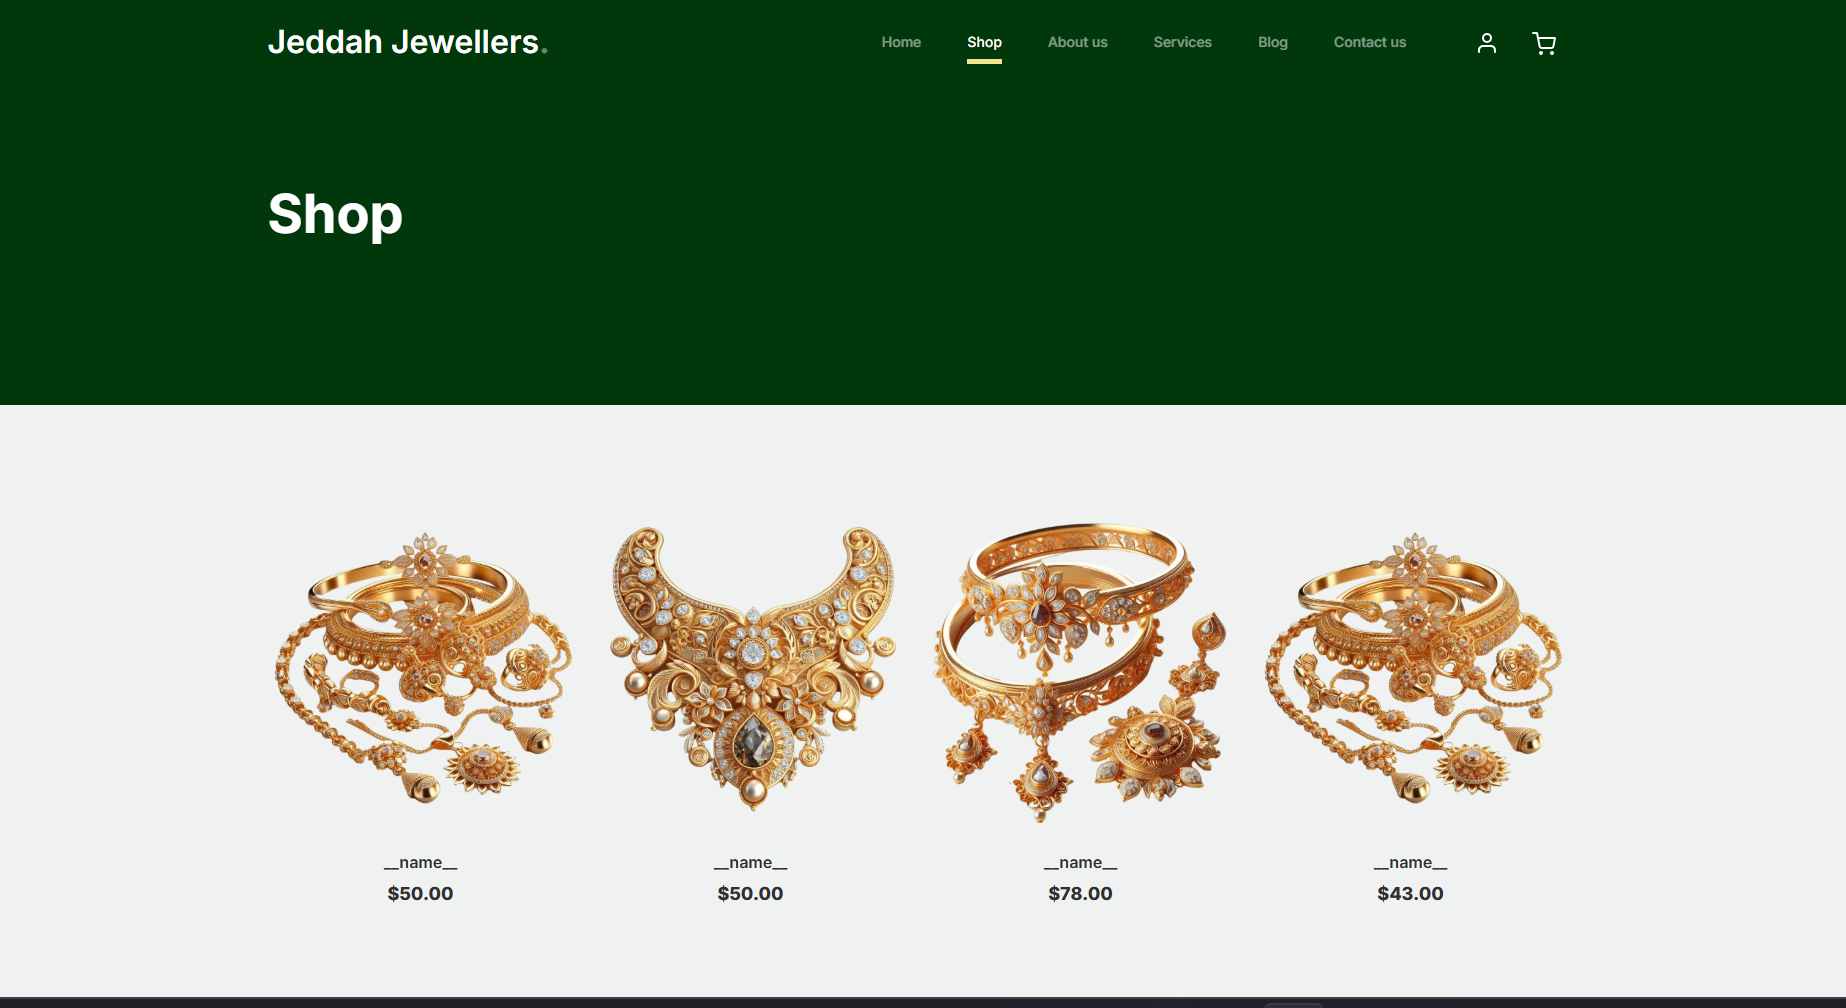 Jeddah Jewellers.
Home Shop About us Services Blog Contact us
Shop
__name__ __name__ __name__ __name__
$50.00 $50.00 $78.00 $43.00